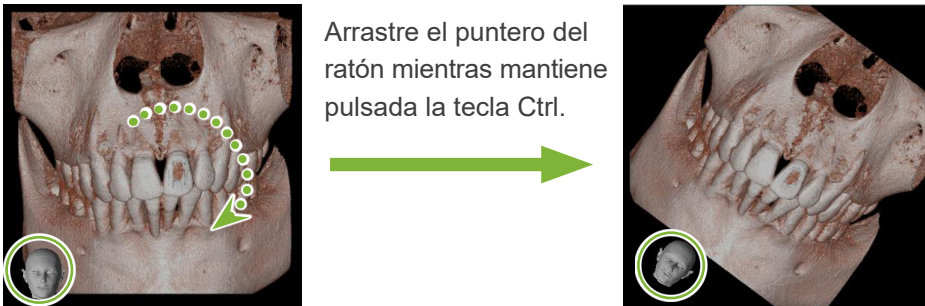 Arrastre el puntero del
ratón mientras mantiene
pulsada la tecla Ctrl.